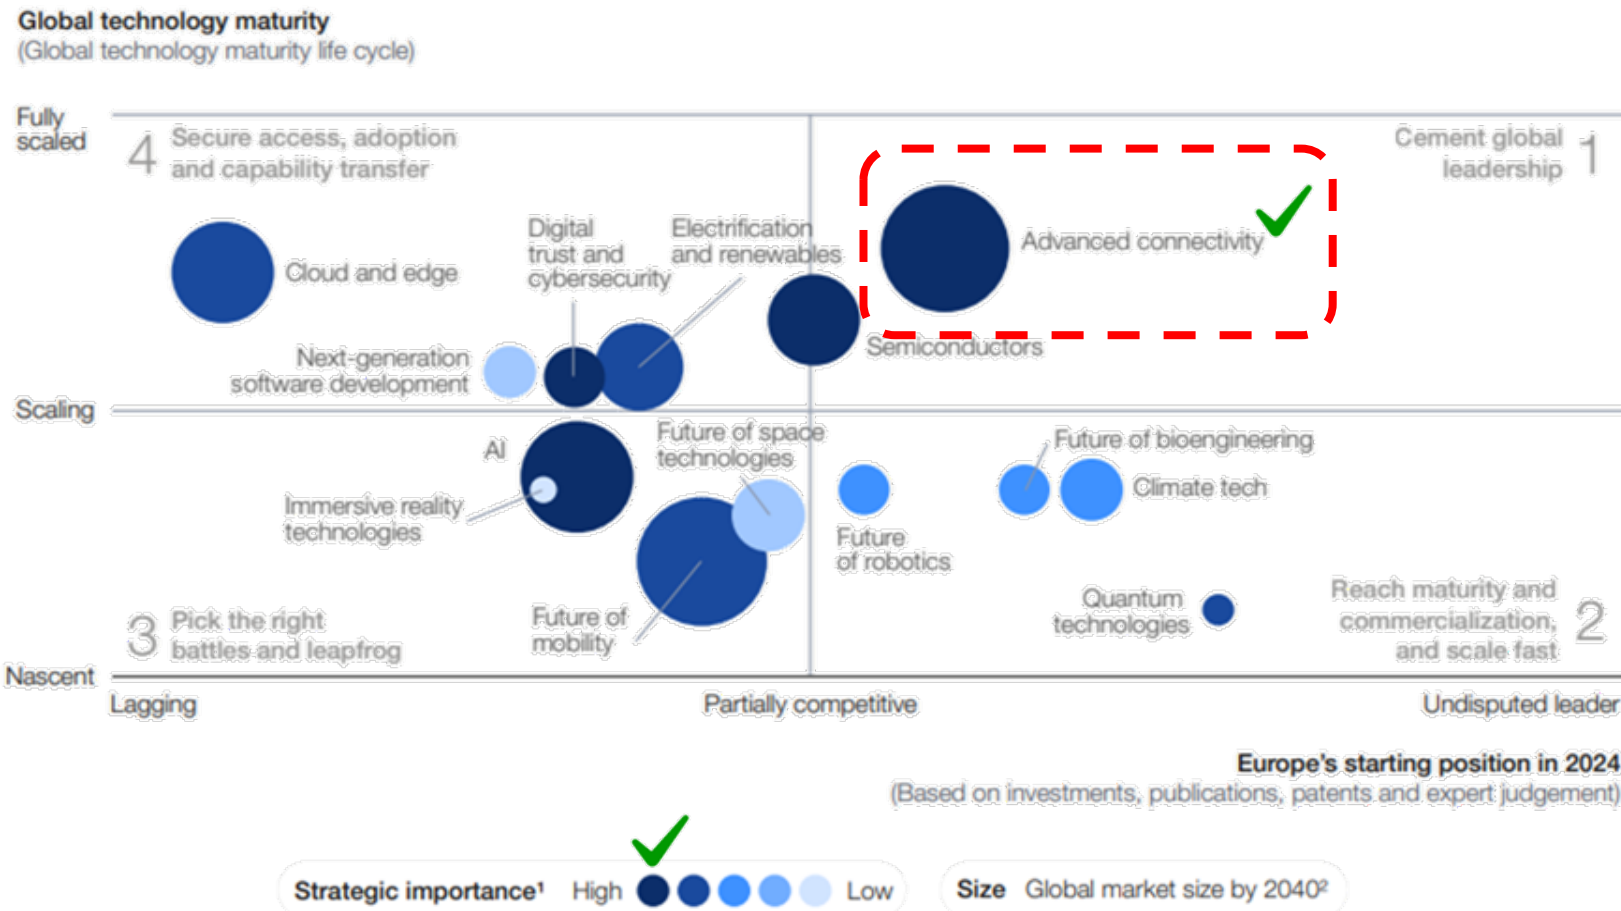 Global technology maturity
(Global technology maturity life cycle)
Fully
scaled
4
Secure access, adoption
and capability transfer
Cement global
leadership
1
Digital
trust and
cybersecurity
Electrification
and renewables
Advanced connectivity
Cloud and edge
Semiconductors
Next-generation
software development
Scaling
AI
Future of space
technologies
Future of bioengineering
Climate tech
Immersive reality
technologies
Future
of robotics
Future of
mobility
Quantum
technologies
3
Pick the right
battles and leapfrog
Reach maturity and
commercialization,
and scale fast
2
Nascent
Lagging
Partially competitive
Undisputed leader
Europe's starting position in 2024
(Based on investments, publications, patents and expert judgement)
Strategic importance¹ High Low
Size Global market size by 2040²